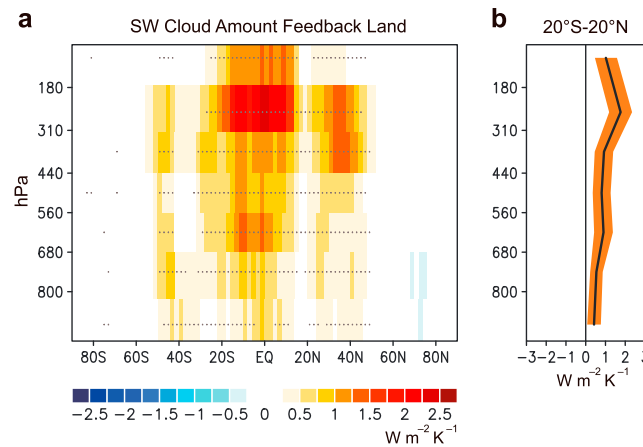 a
SW Cloud Amount Feedback Land
b
20°S-20°N
180
310
440
560
680
800
hPa
80S 60S 40S 20S EQ 20N 40N 60N 80N
−2.5 −2 −1.5 −1 −0.5 0 0.5 1 1.5 2 2.5
W m⁻² K⁻¹
180
310
440
560
680
800
−3 −2 −1 0 1 2 3
W m⁻² K⁻¹